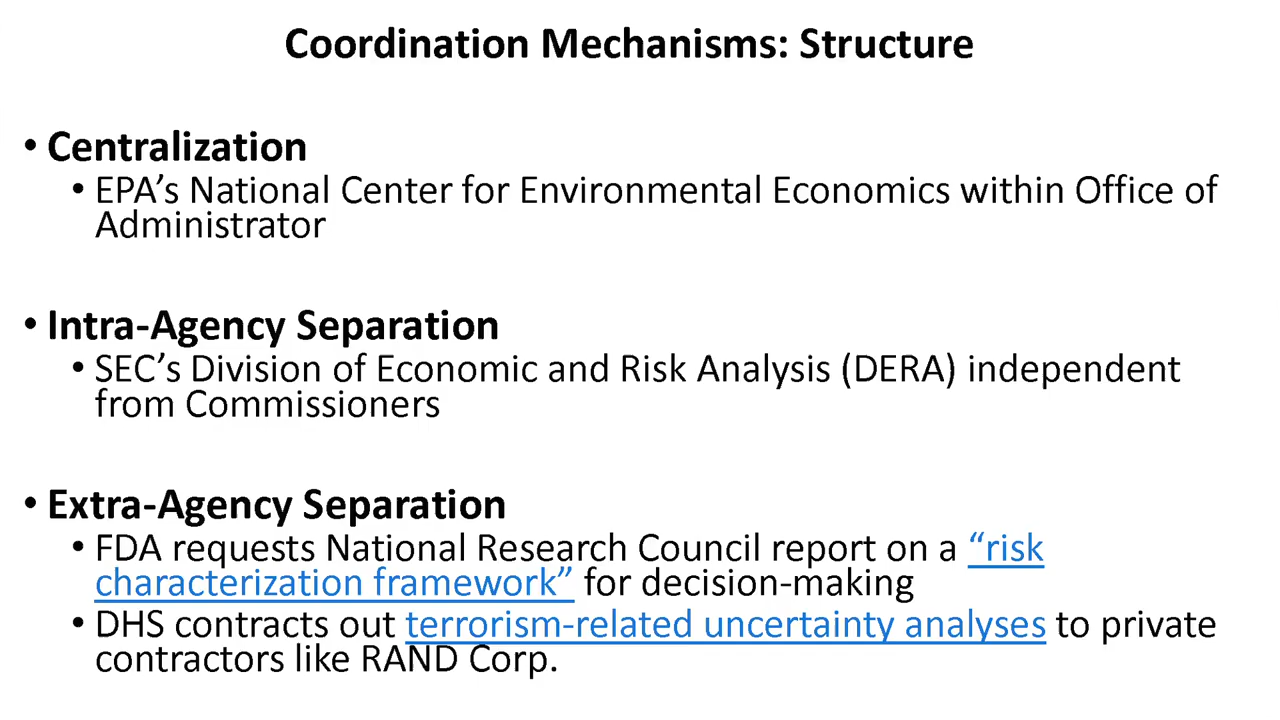 Coordination Mechanisms: Structure
• Centralization
• EPA’s National Center for Environmental Economics within Office of
Administrator
• Intra-Agency Separation
• SEC’s Division of Economic and Risk Analysis (DERA) independent
from Commissioners
• Extra-Agency Separation
• FDA requests National Research Council report on a “risk
characterization framework” for decision-making
• DHS contracts out terrorism-related uncertainty analyses to private
contractors like RAND Corp.